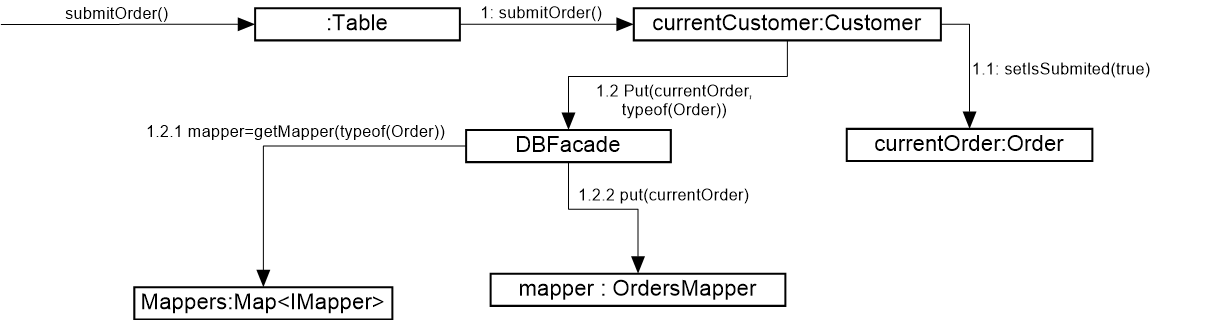 submitOrder()
:Table
1: submitOrder()
currentCustomer:Customer
1.1: setIsSubmited(true)
1.2 Put(currentOrder,
typeof(Order))
1.2.1 mapper=getMapper(typeof(Order))
DBFacade
currentOrder:Order
1.2.2 put(currentOrder)
Mappers:Map<IMapper>
mapper : OrdersMapper